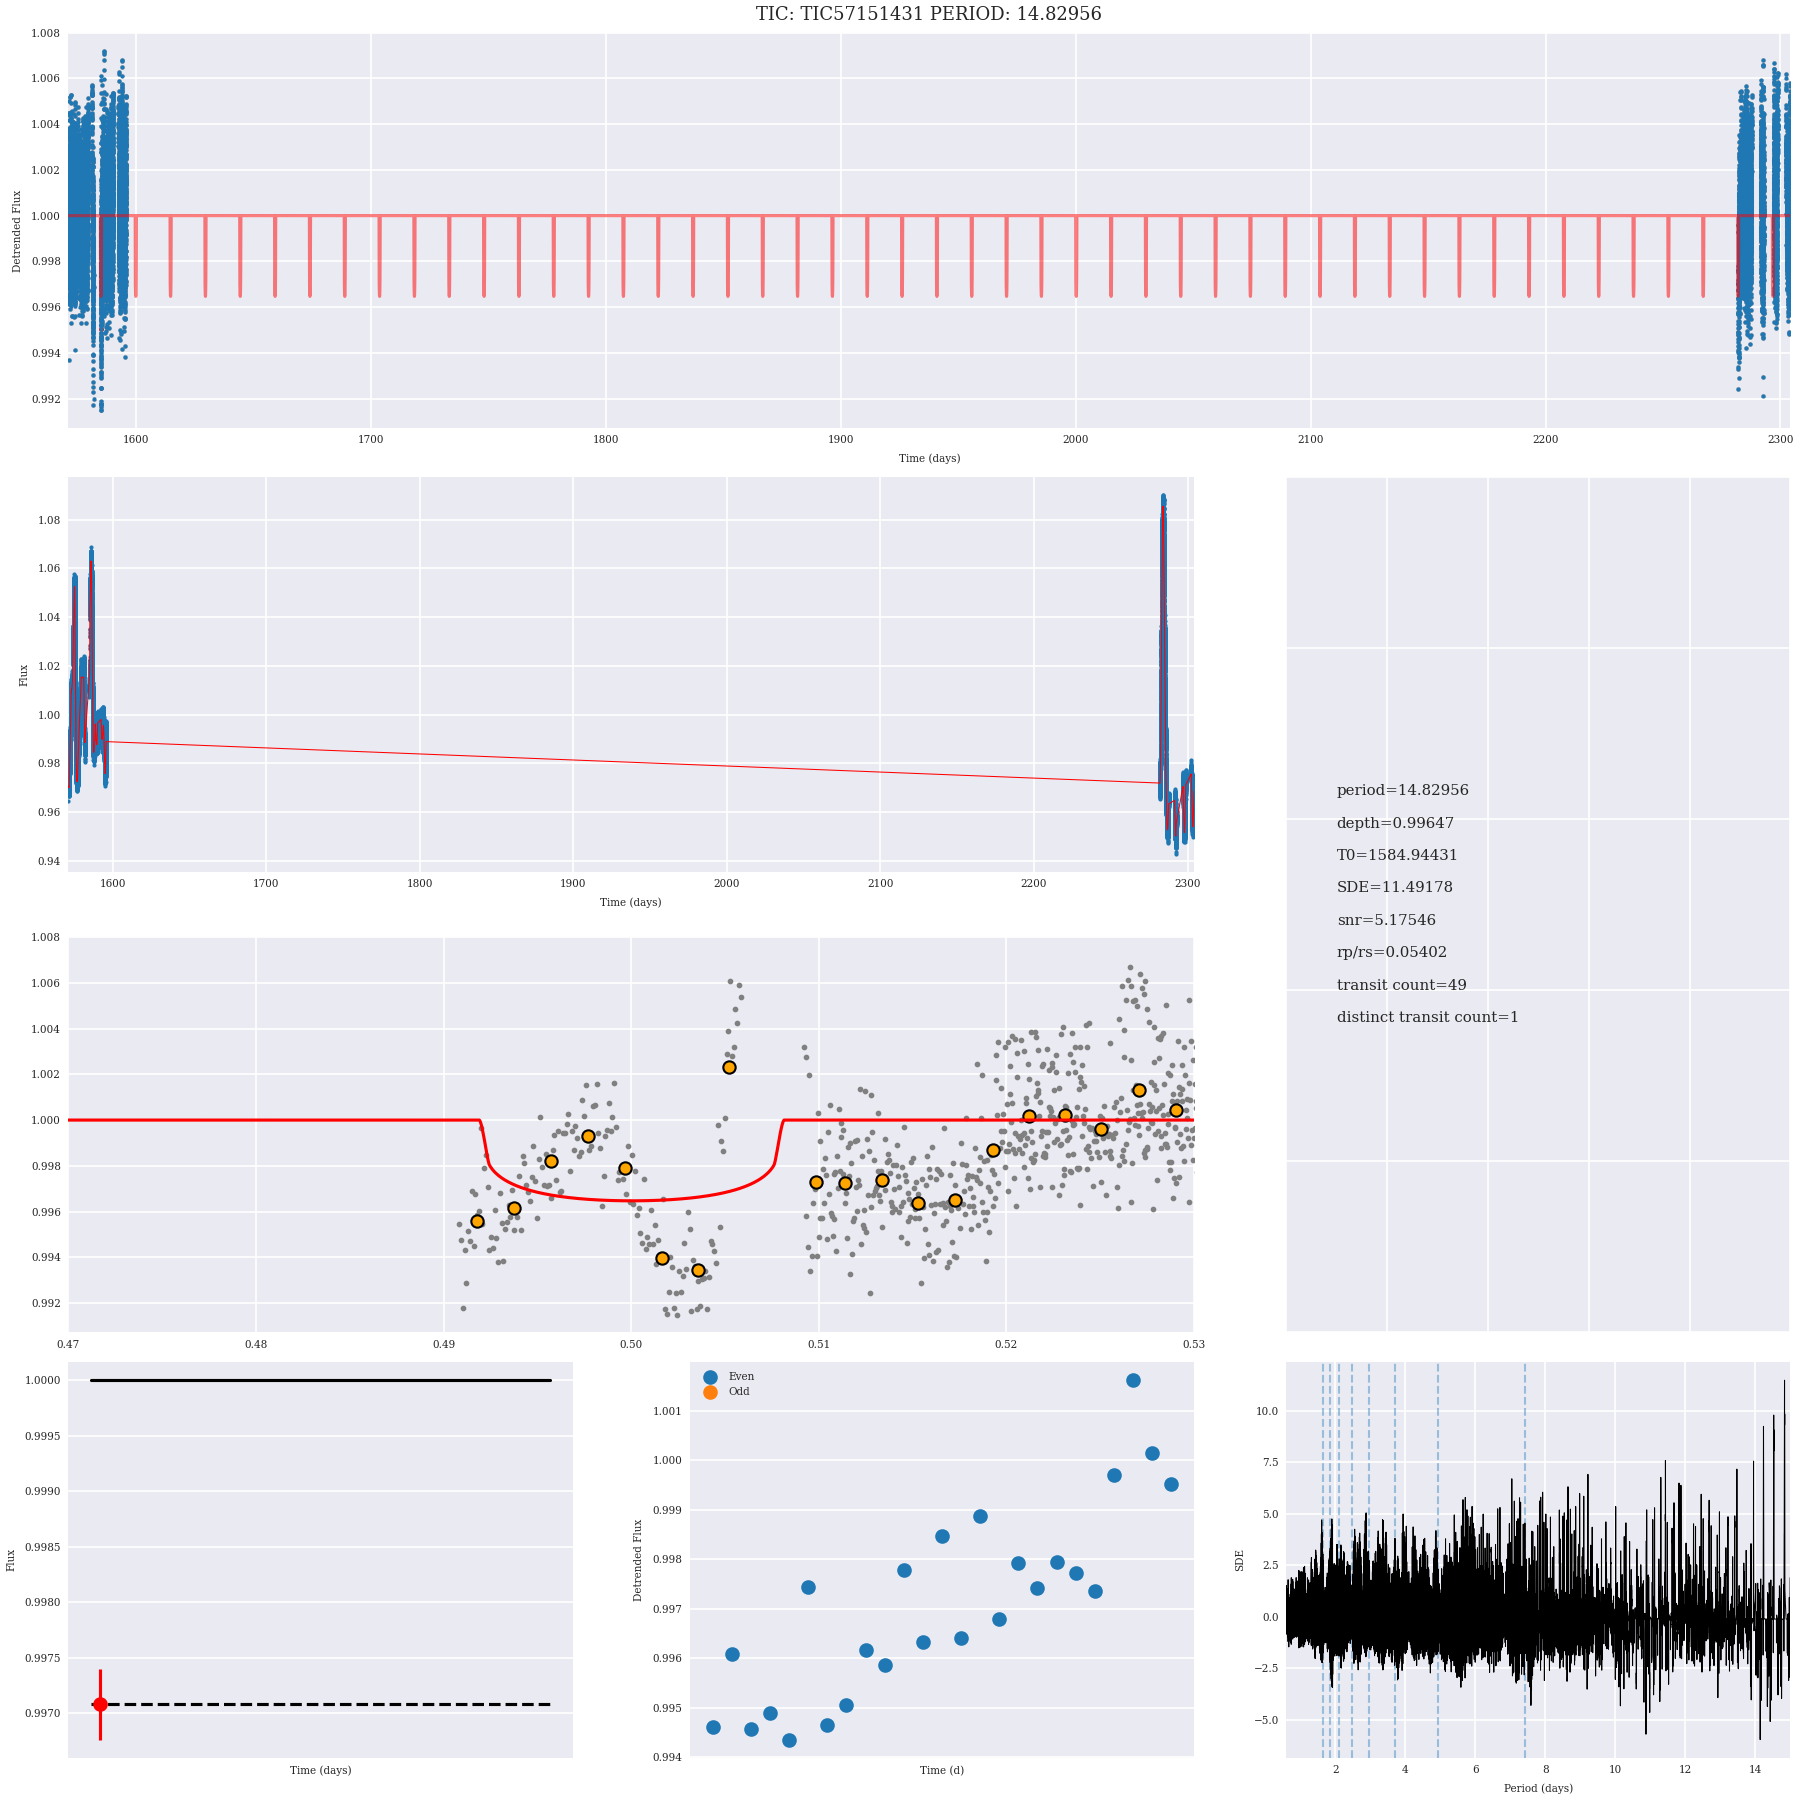 TIC: TIC57151431 PERIOD: 14.82956
1.008
1.006
1.004
1.002
1.000
0.998
0.996
0.994
0.992
Detrended Flux
1600 1700 1800 1900 2000 2100 2200 2300
Time (days)
1.08
1.06
1.04
1.02
1.00
0.98
0.96
0.94
Flux
1600 1700 1800 1900 2000 2100 2200 2300
Time (days)
period=14.82956
depth=0.99647
T0=1584.94431
SDE=11.49178
snr=5.17546
rp/rs=0.05402
transit count=49
distinct transit count=1
1.008
1.006
1.004
1.002
1.000
0.998
0.996
0.994
0.992
0.47 0.48 0.49 0.50 0.51 0.52 0.53
1.0000
0.9995
0.9990
0.9985
0.9980
0.9975
0.9970
Flux
Time (days)
Even
Odd
1.001
1.000
0.999
0.998
0.997
0.996
0.995
0.994
Detrended Flux
Time (d)
10.0
7.5
5.0
2.5
0.0
−2.5
−5.0
SDE
2 4 6 8 10 12 14
Period (days)